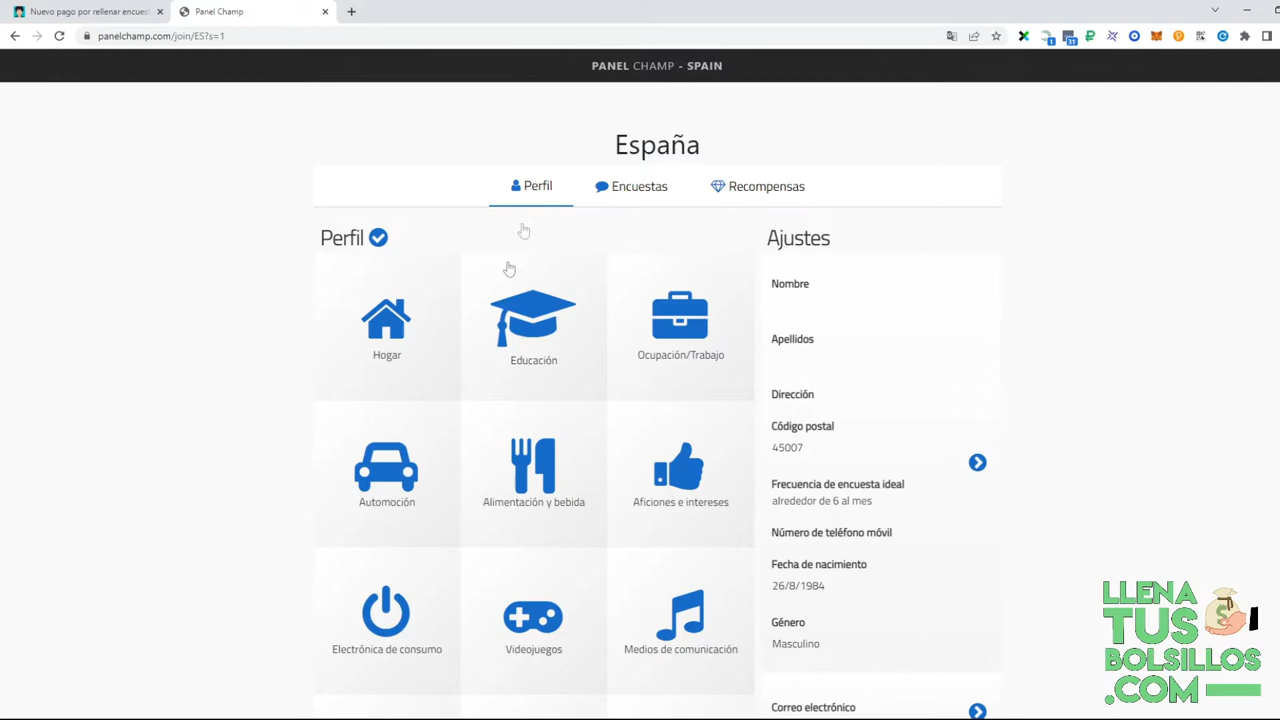 Nuevo pago por rellenar encues
Panel Champ
panelchamp.com/join/ES?s=1
PANEL CHAMP - SPAIN
España
Perfil
Encuestas
Recompensas
Perfil
Ajustes
Hogar
Educación
Ocupación/Trabajo
Automoción
Alimentación y bebida
Aficiones e intereses
Electrónica de consumo
Videojuegos
Medios de comunicación
Nombre
Apellidos
Dirección
Código postal
45007
Frecuencia de encuesta ideal
alrededor de 6 al mes
Número de teléfono móvil
Fecha de nacimiento
26/8/1984
Género
Masculino
Correo electrónico
LLENA
TUS
BOLSILLOS
.COM